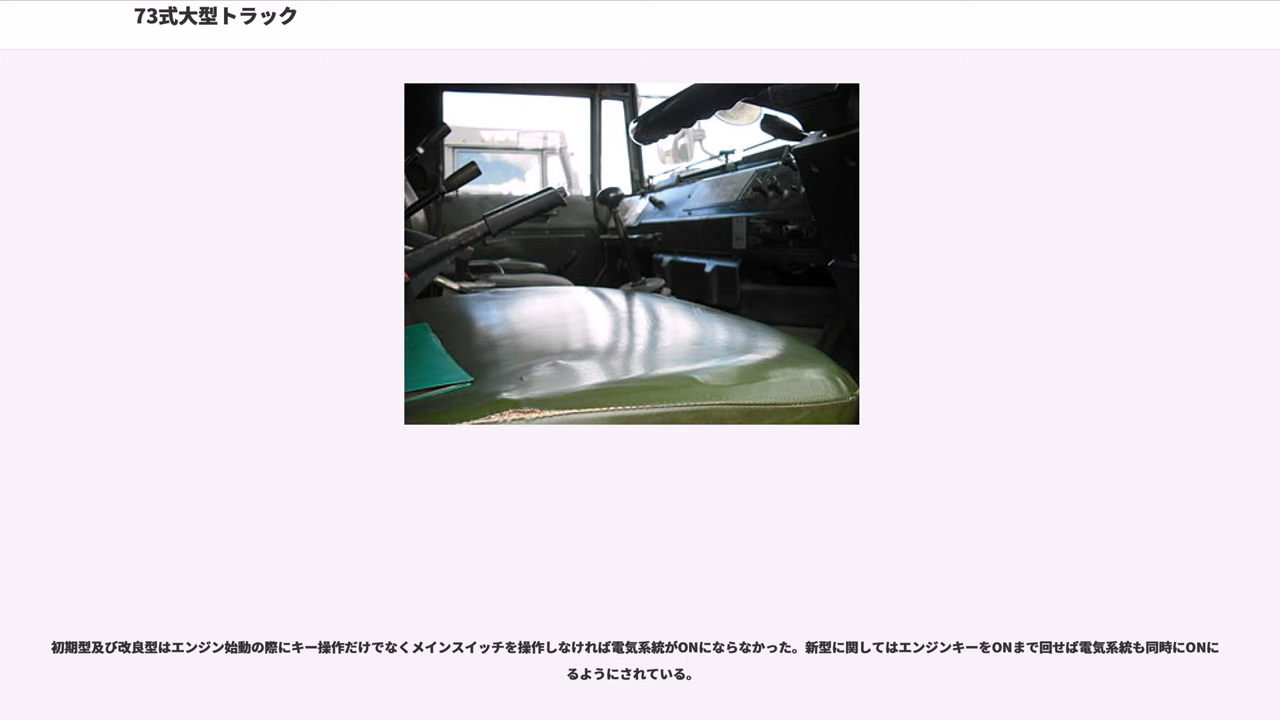 73式大型トラック
初期型及び改良型はエンジン始動の際にキー操作だけでなくメインスイッチを操作しなければ電気系統がONにならなかった。新型に関してはエンジンキーをONまで回せば電気系統も同時にONに
るようにされている。